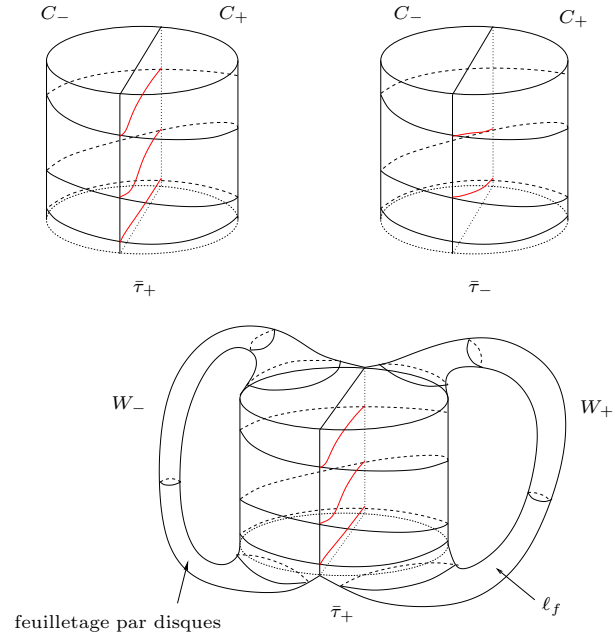 C₋ C₊ C₋ C₊
τ̄₊ τ̄₋
W₋ W₊
feuilletage par disques τ̄₊ ℓ_f